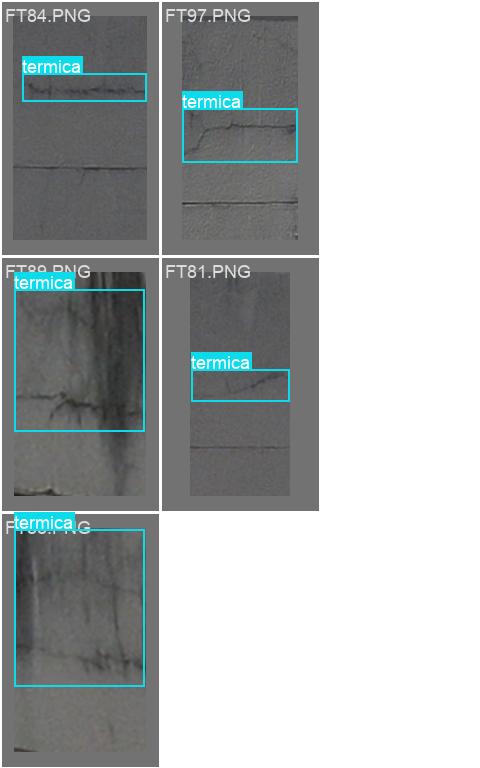 FT84.PNG
termica
FT97.PNG
termica
FT89.PNG
termica
FT81.PNG
termica
termica